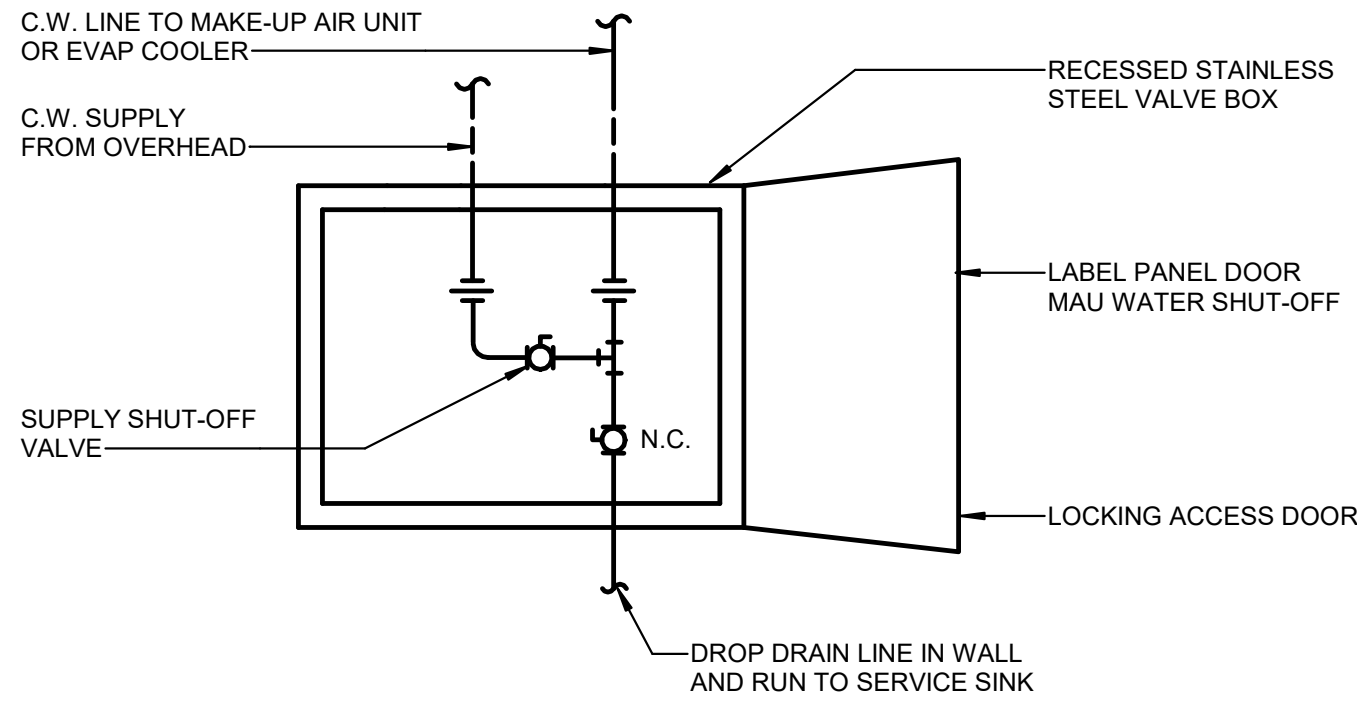 C.W. LINE TO MAKE-UP AIR UNIT
OR EVAP COOLER
C.W. SUPPLY
FROM OVERHEAD
RECESSED STAINLESS
STEEL VALVE BOX
LABEL PANEL DOOR
MAU WATER SHUT-OFF
SUPPLY SHUT-OFF
VALVE
N.C.
LOCKING ACCESS DOOR
DROP DRAIN LINE IN WALL
AND RUN TO SERVICE SINK